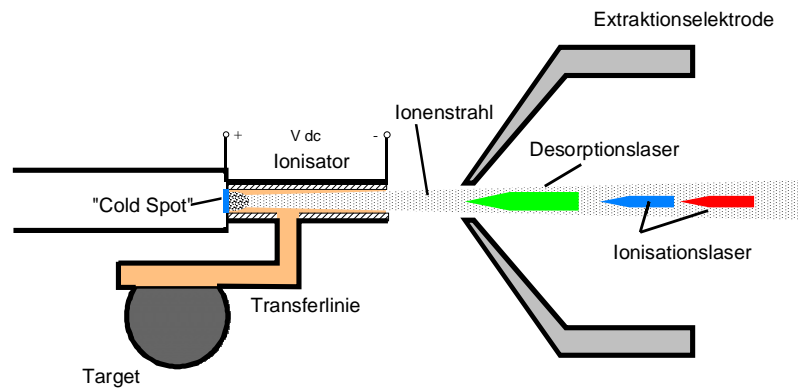 Extraktionselektrode
Ionenstrahl
+ V dc -
Ionisator
Desorptionslaser
"Cold Spot"
Ionisationslaser
Transferlinie
Target